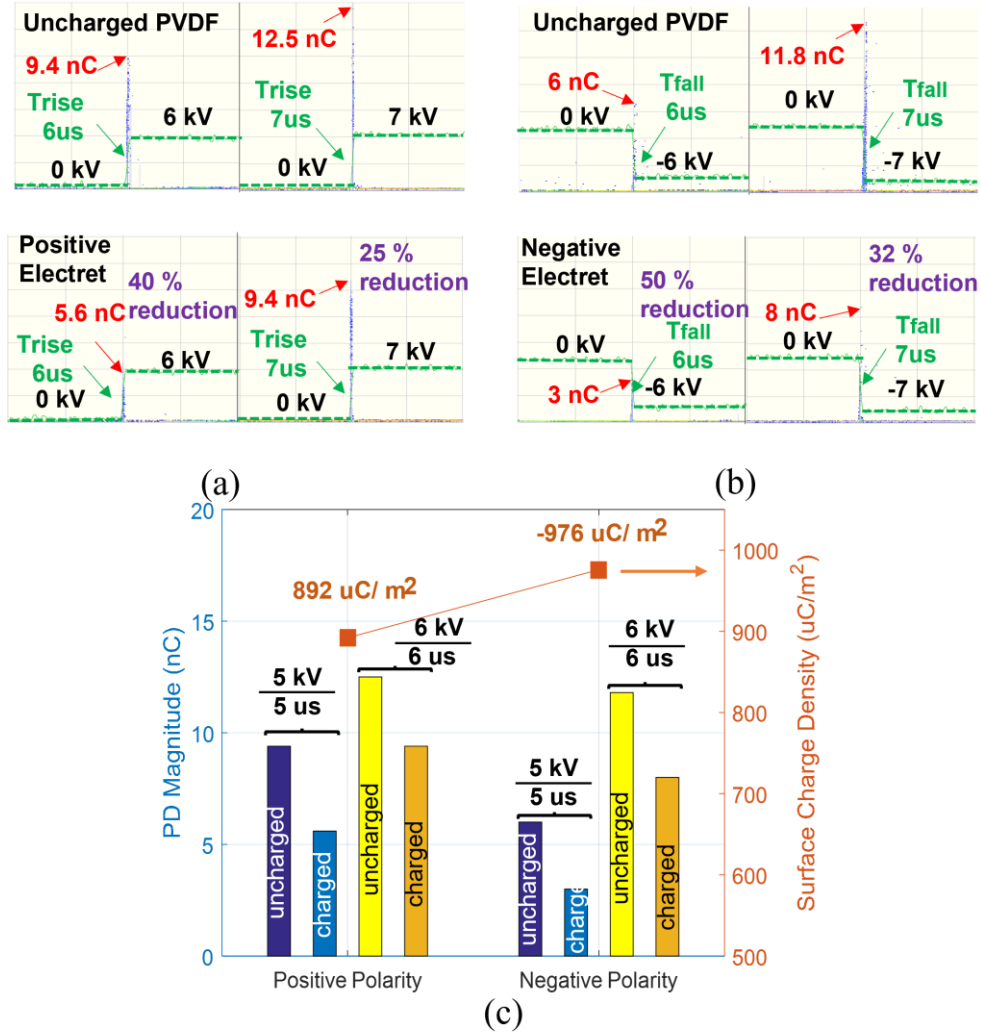 Uncharged PVDF
9.4 nC
12.5 nC
Trise
6us
6 kV
0 kV
Trise
7us
7 kV
0 kV
Uncharged PVDF
6 nC
11.8 nC
0 kV
Tfall
6us
-6 kV
0 kV
Tfall
7us
-7 kV
Positive
Electret
40 %
reduction
5.6 nC
25 %
reduction
9.4 nC
Trise
6us
6 kV
0 kV
Trise
7us
7 kV
0 kV
Negative
Electret
50 %
reduction
32 %
reduction
8 nC
0 kV
Tfall
6us
3 nC
-6 kV
0 kV
Tfall
7us
-7 kV
(a)
(b)
20
15
10
5
0
PD Magnitude (nC)
892 uC/ m²
-976 uC/ m²
5 kV
5 us
6 kV
6 us
5 kV
5 us
6 kV
6 us
uncharged
charged
uncharged
charged
uncharged
charge
uncharged
charged
1000
900
800
700
600
500
Surface Charge Density (uC/m²)
Positive Polarity
Negative Polarity
(c)